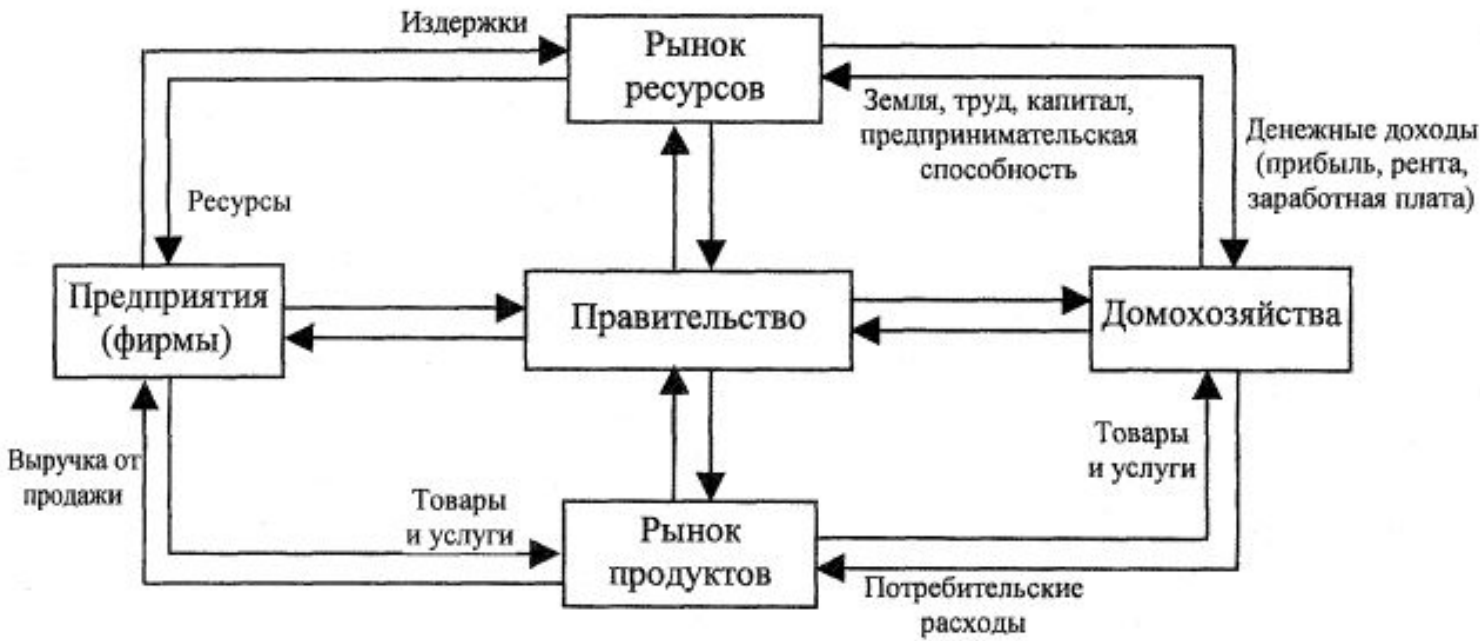 Издержки
Рынок
ресурсов
Земля, труд, капитал,
предпринимательская
способность
Денежные доходы
(прибыль, рента,
заработная плата)
Ресурсы
Предприятия
(фирмы)
Правительство
Домохозяйства
Выручка от
продажи
Товары
и услуги
Рынок
продуктов
Товары
и услуги
Потребительские
расходы